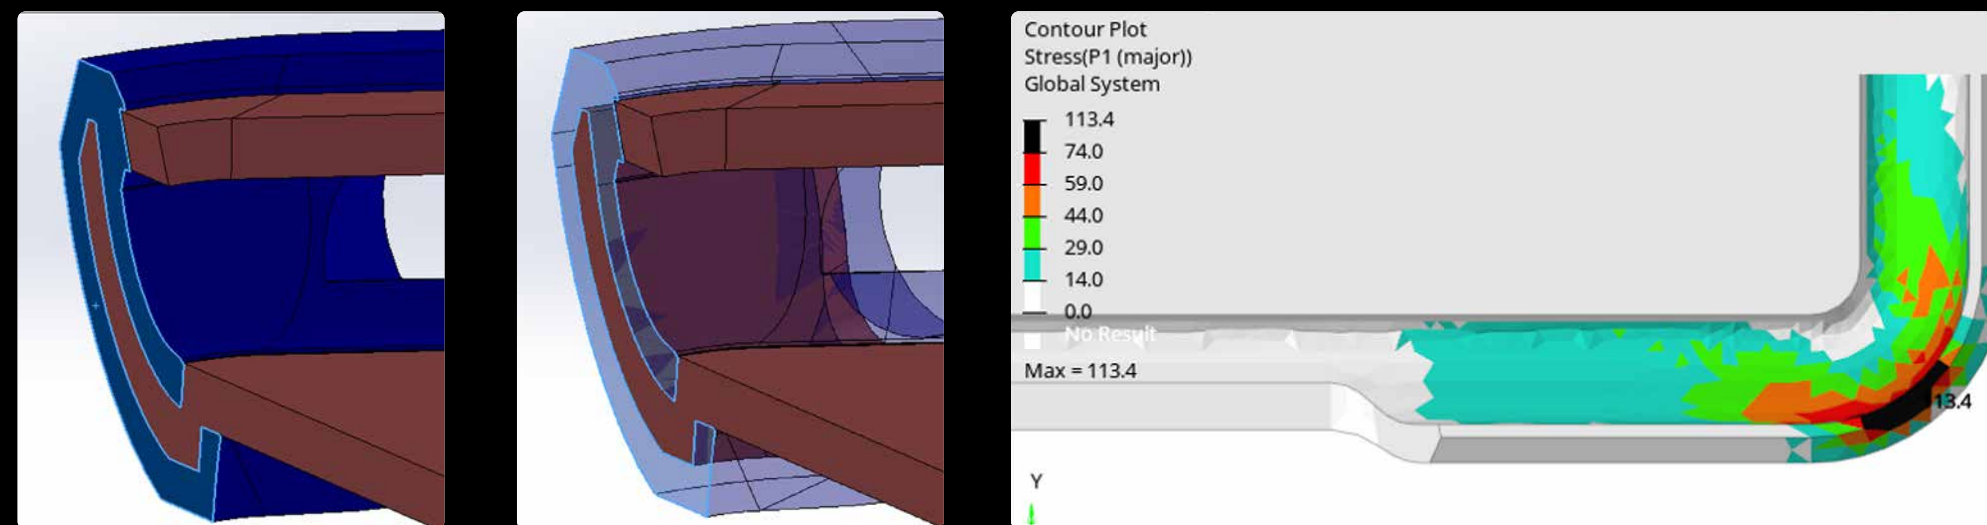 Contour Plot
Stress(P1 (major))
Global System
113.4
74.0
59.0
44.0
29.0
14.0
0.0
No Result
Max = 113.4
113.4
Y